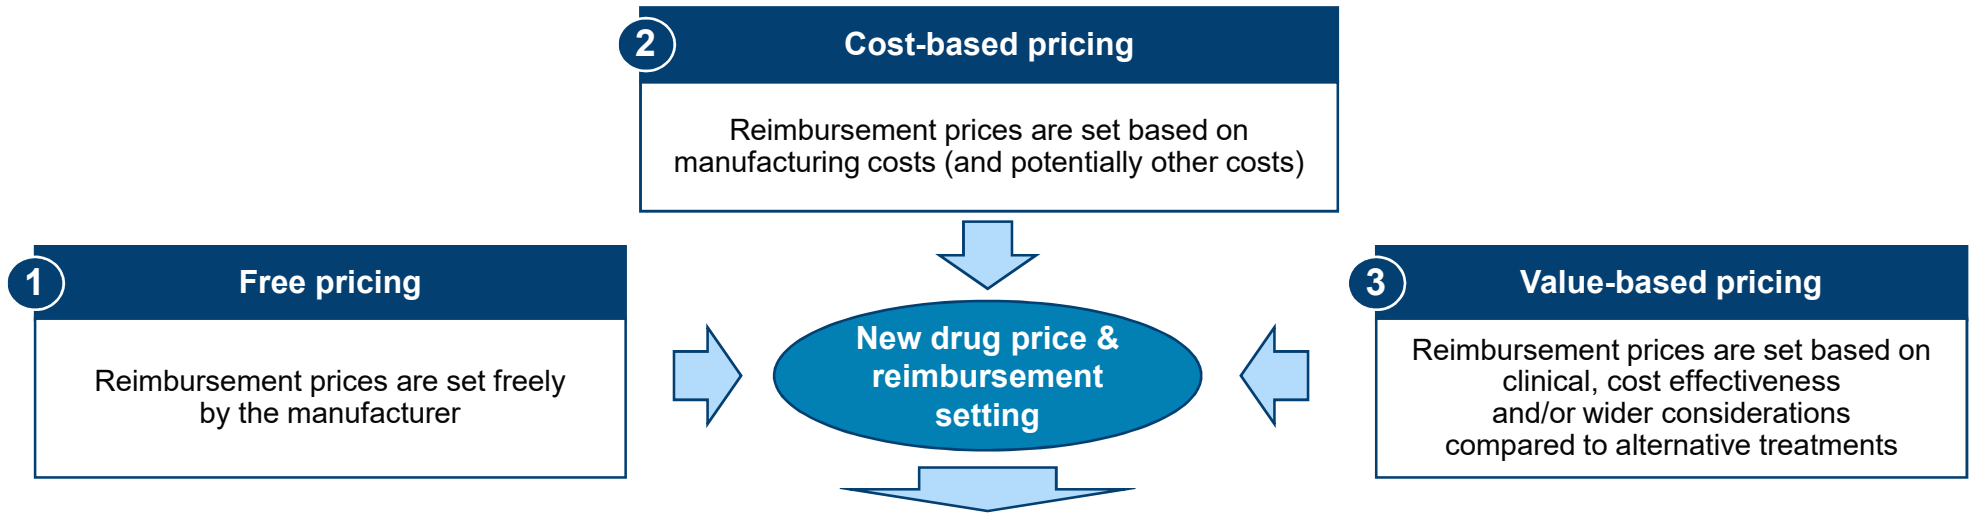 2
Cost-based pricing
Reimbursement prices are set based on
manufacturing costs (and potentially other costs)
1
Free pricing
Reimbursement prices are set freely
by the manufacturer
New drug price &
reimbursement
setting
3
Value-based pricing
Reimbursement prices are set based on
clinical, cost effectiveness
and/or wider considerations
compared to alternative treatments